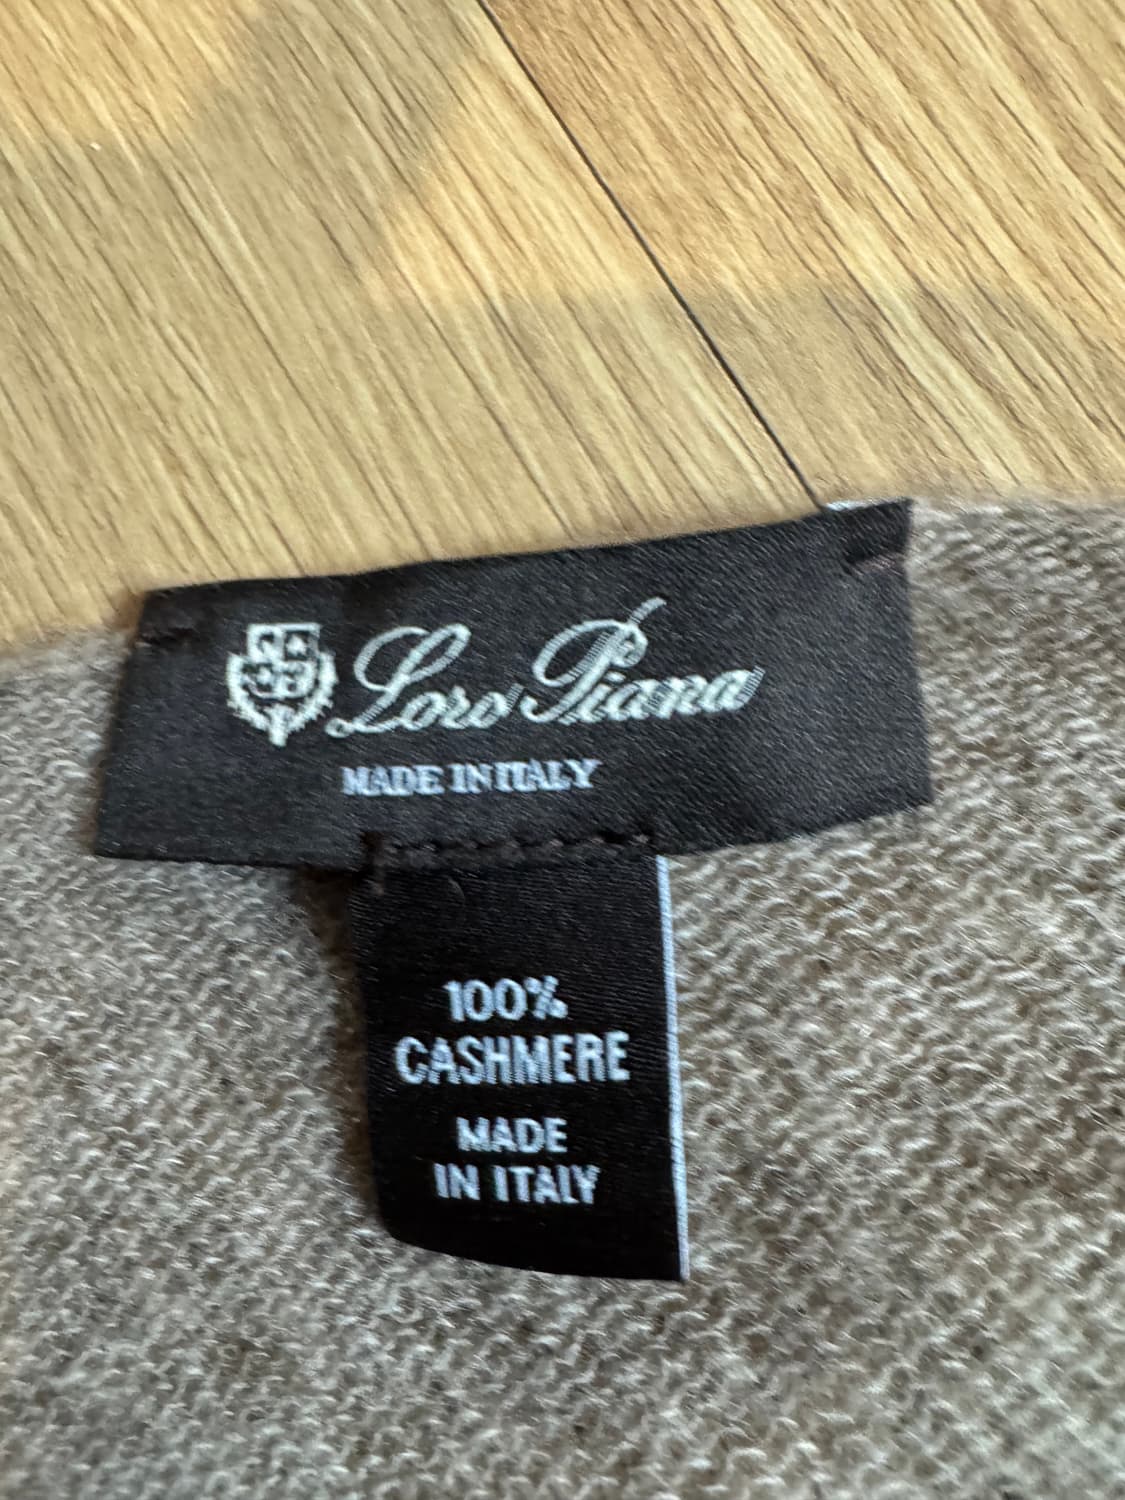 Loro Piana
MADE IN ITALY
100%
CASHMERE
MADE
IN ITALY